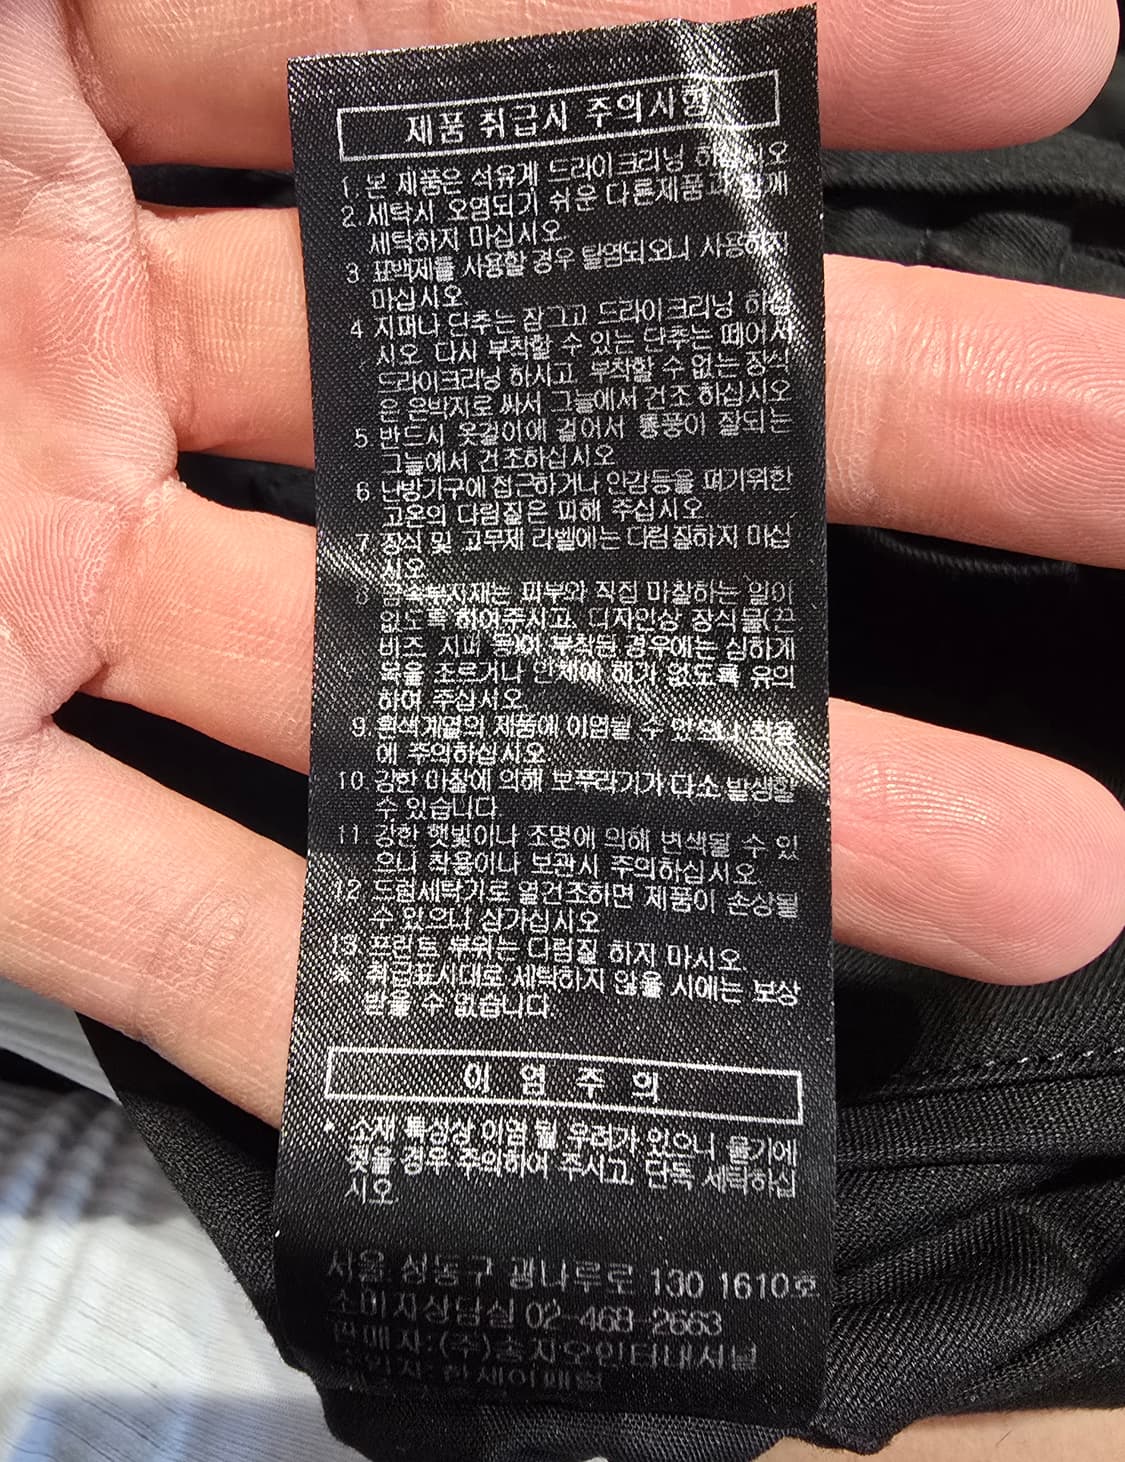 제품 취급시 주의사항
1. 본 제품은 석유계 드라이크리닝 하십시오
2. 세탁시 오염되기 쉬운 다른제품과 함께
세탁하지 마십시오.
3 표백제를 사용할 경우 탈염되오니 사용하지
마십시오.
4 지퍼나 단추는 잠그고 드라이크리닝 하십
시오. 다시 부착할 수 있는 단추는 떼어서
드라이크리닝 하시고, 부착할 수 없는 장식
은 은박지로 싸서 그늘에서 건조 하십시오
5 반드시 옷걸이에 걸어서 통풍이 잘되는
그늘에서 건조하십시오
6 난방기구에 접근하거나 안감등을 펴기위한
고온의 다림질은 피해 주십시오.
7 장식 및 고무제 라벨에는 다림질하지 마십
시오.
8 금속부자재는 피부와 직접 마찰하는 일이
없도록 하여주시고, 디자인상 장식물(끈
비즈 지퍼 등)이 부착된 경우에는 심하게
목을 조르거나 인체에 해가 없도록 유의
하여 주십시오
9. 흰색계열의 제품에 이염될 수 있으니 착용
에 주의하십시오
10 강한 마찰에 의해 보푸라기가 다소 발생할
수 있습니다
11 강한 햇빛이나 조명에 의해 변색될 수 있
으니 착용이나 보관시 주의하십시오.
12 드럼세탁기로 열건조하면 제품이 손상될
수 있으니 삼가십시오
13. 프린트 부위는 다림질 하지 마시오.
※ 취급표시대로 세탁하지 않을 시에는 보상
받을 수 없습니다.
이 염 주 의
* 소재 특성상 이염 될 우려가 있으니 물기에
젖을 경우 주의하여 주시고, 단독 세탁하십
시오
서울 성동구 광나루로 130 1610호
소비자상담실 02-468-2663
판매자:(주)송지오인터내셔널
한세이패럴